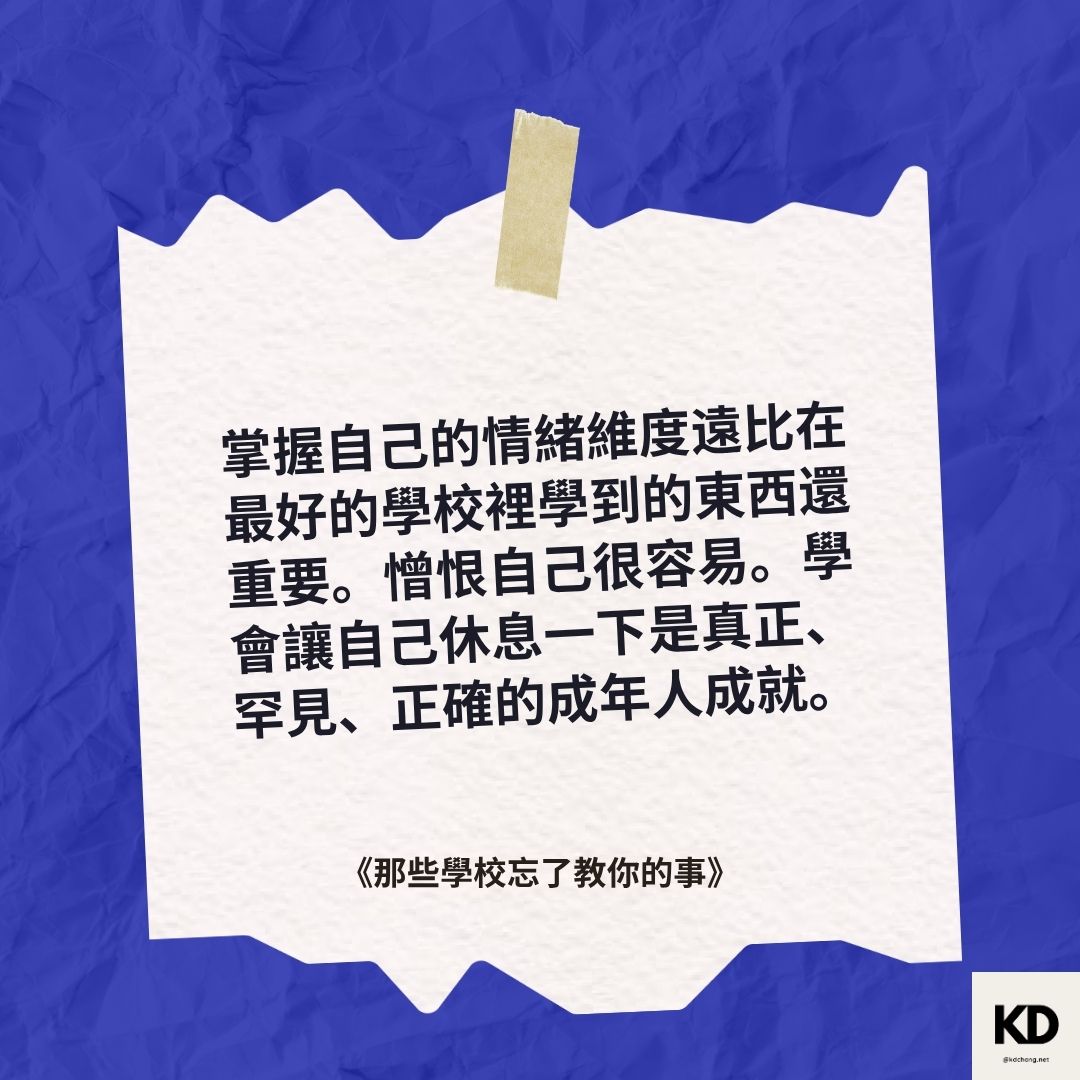 掌握自己的情緒維度遠比在
最好的學校裡學到的東西還
重要。憎恨自己很容易。學
會讓自己休息一下是真正、
罕見、正確的成年人成就。
《那些學校忘了教你的事》
KD
@kdchong.net